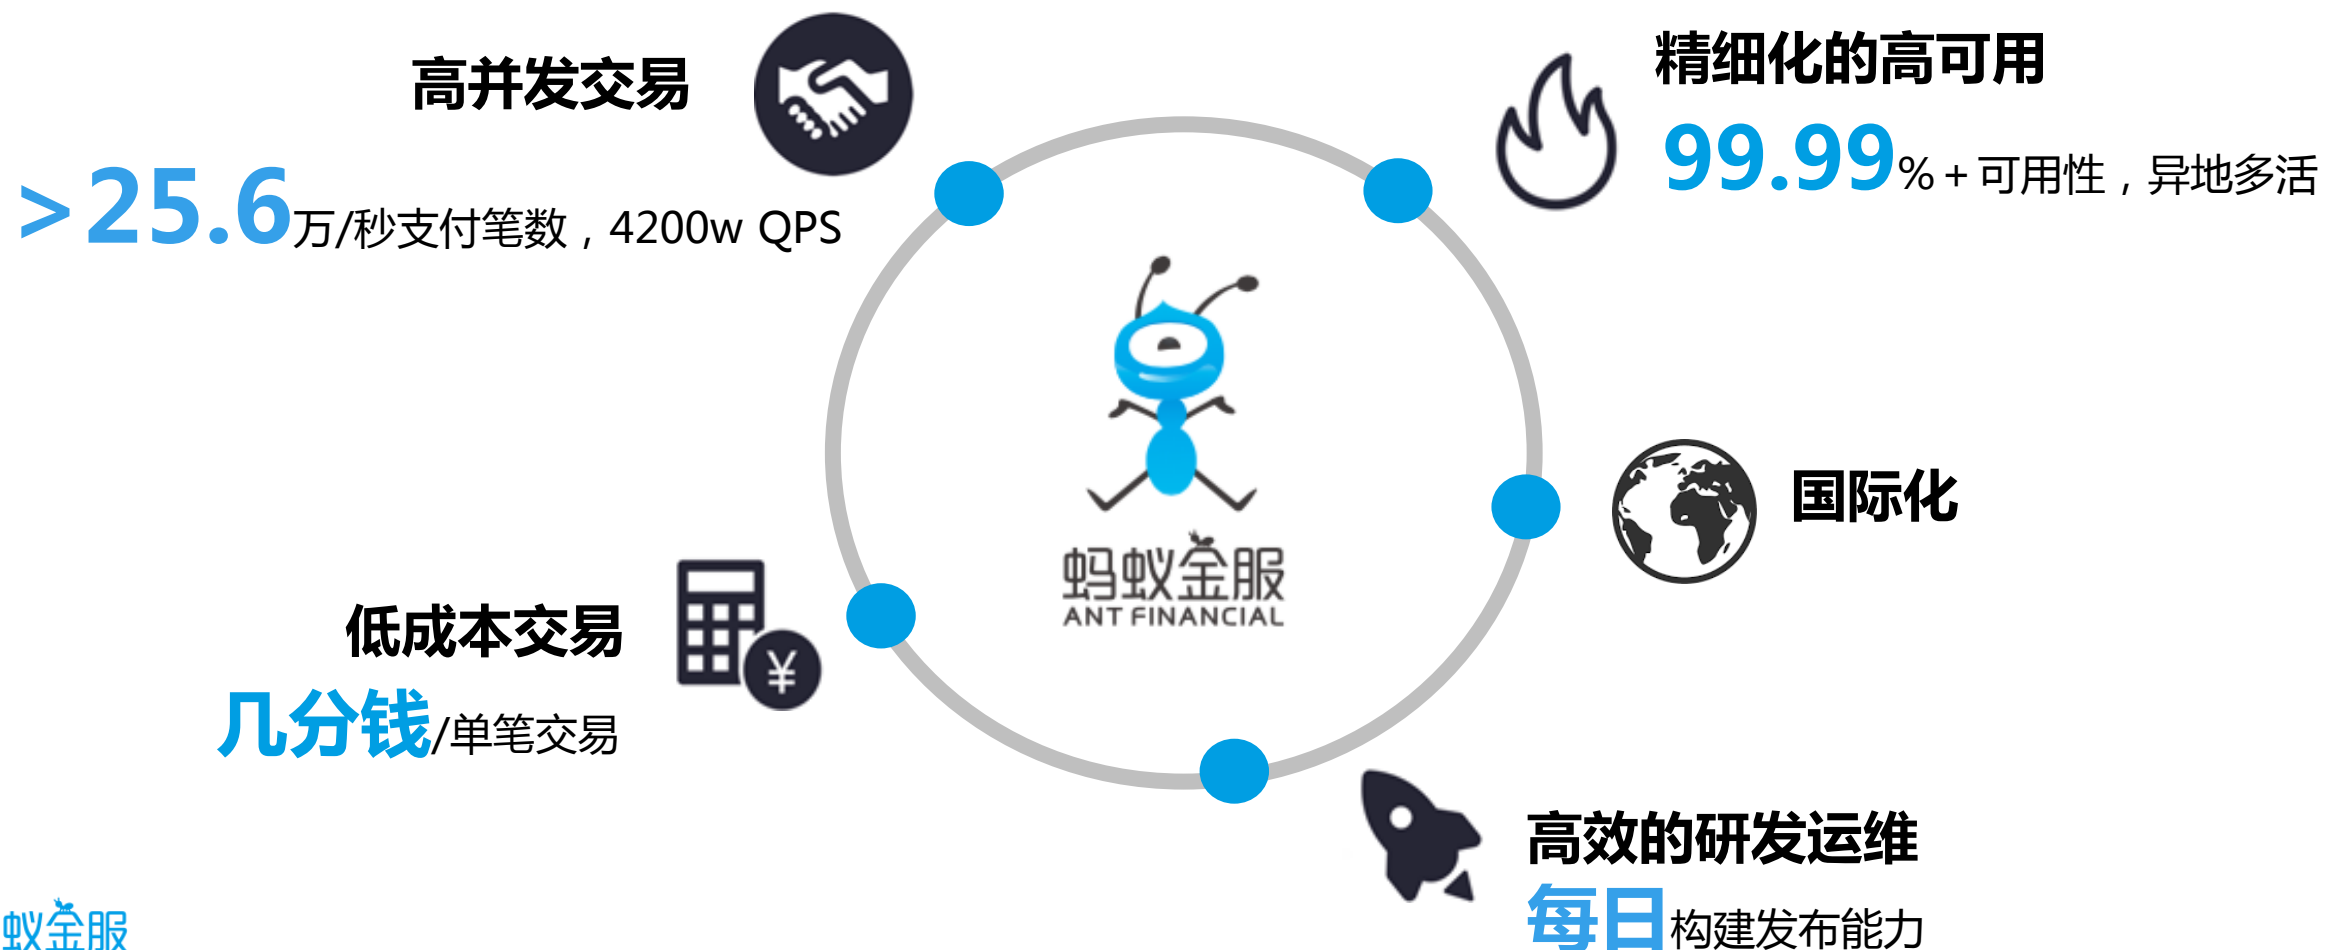 高并发交易
>25.6万/秒支付笔数，4200w QPS
精细化的高可用
99.99%+可用性，异地多活
国际化
蚂蚁金服
ANT FINANCIAL
低成本交易
几分钱/单笔交易
¥
高效的研发运维
每日构建发布能力
蚁金服